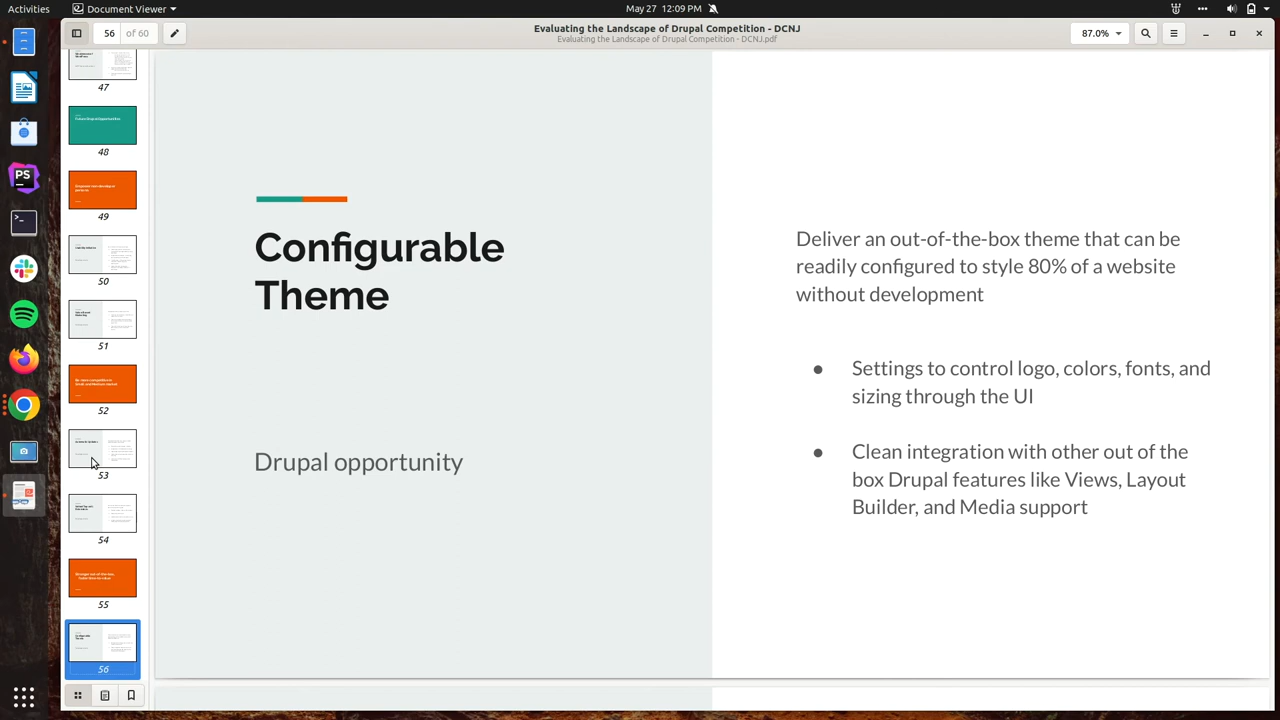 Activities
Document Viewer
May 27 12:09 PM
56 of 60
Evaluating the Landscape of Drupal Competition - DCNJ
Evaluating the Landscape of Drupal Competition - DCNJ.pdf
87.0%
47
48
49
50
51
52
53
54
55
56
PS
Configurable
Theme
Drupal opportunity
Deliver an out-of-the-box theme that can be
readily configured to style 80% of a website
without development
● Settings to control logo, colors, fonts, and
sizing through the UI
● Clean integration with other out of the
box Drupal features like Views, Layout
Builder, and Media support